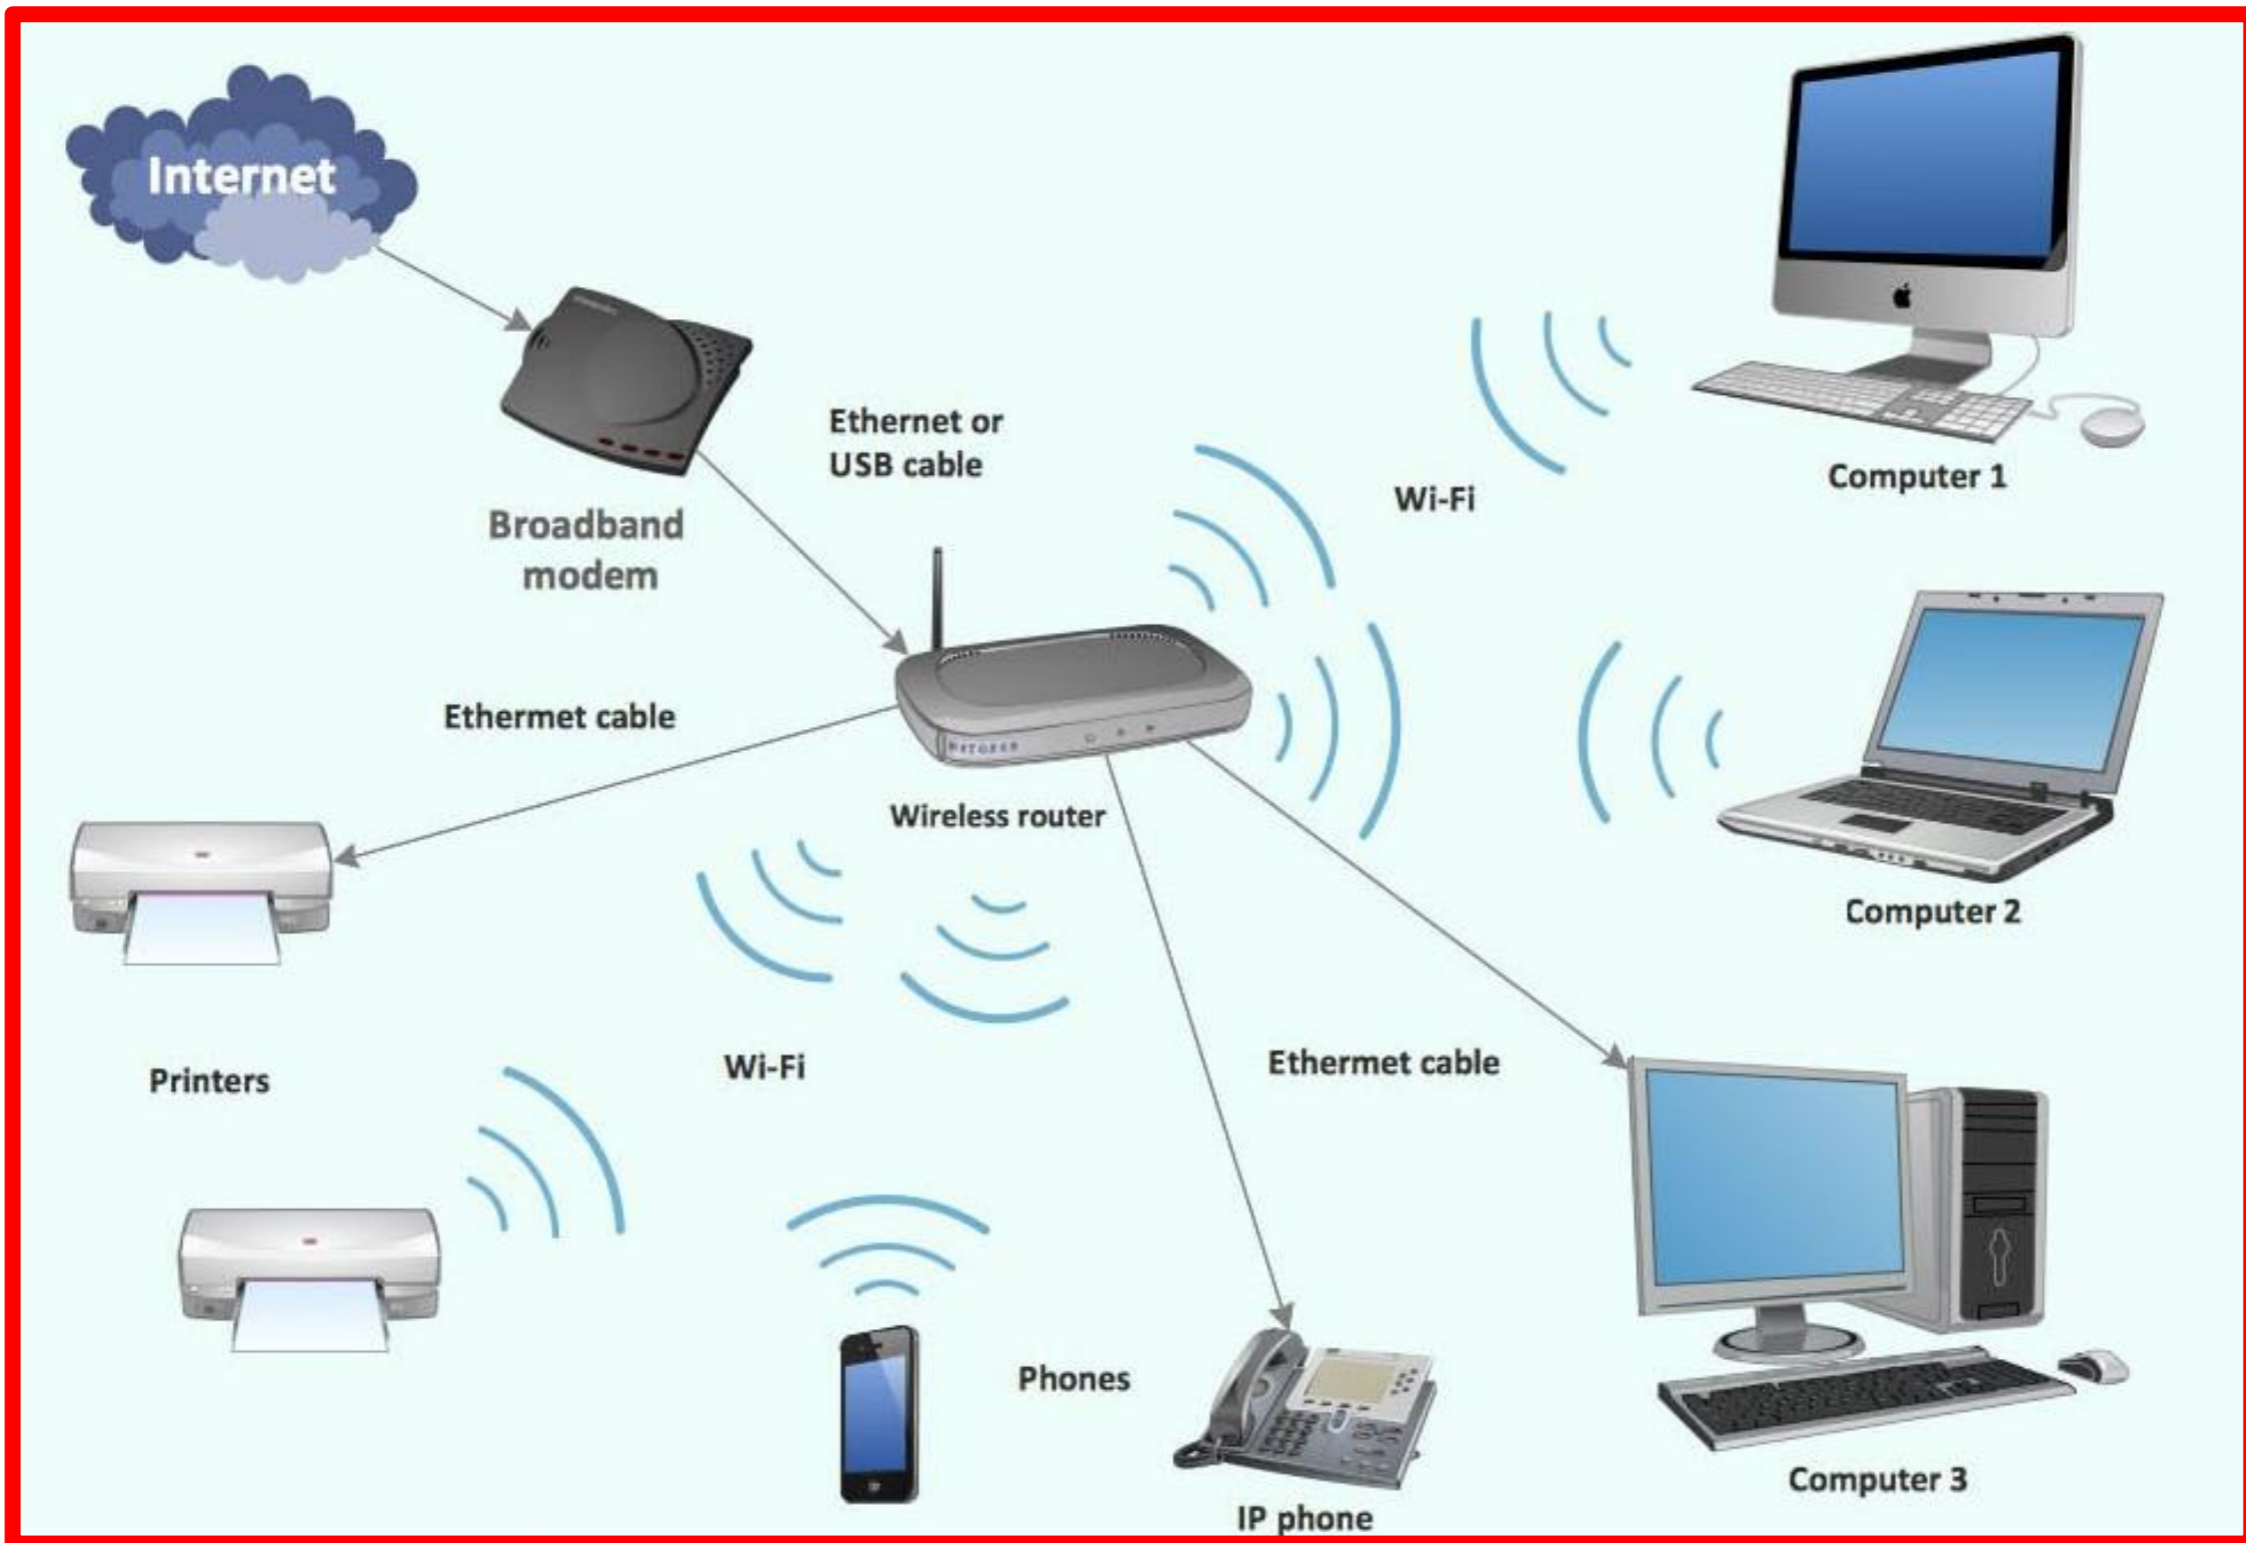 Internet
Ethernet or
USB cable
Broadband
modem
Wi-Fi
Computer 1
Ethermet cable
NETGEAR
Wireless router
Computer 2
Printers
Wi-Fi
Ethermet cable
Phones
IP phone
Computer 3